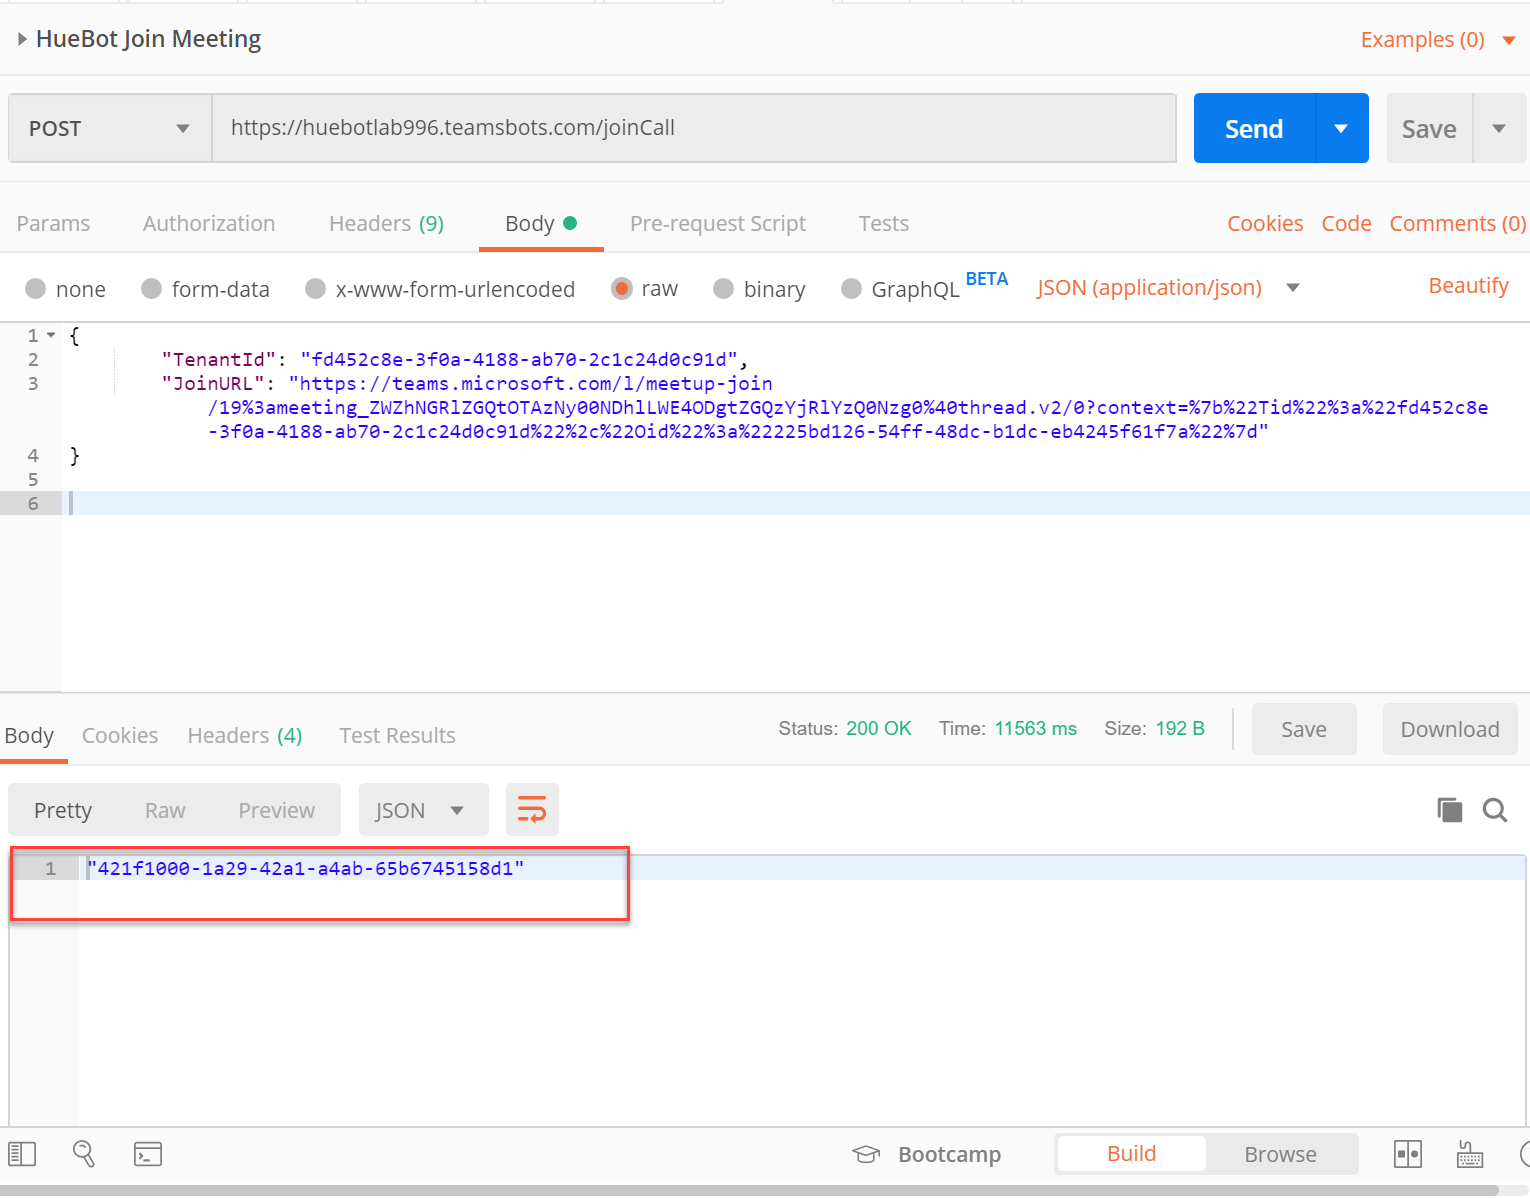 HueBot Join Meeting
Examples (0)
POST
https://huebotlab996.teamsbots.com/joinCall
Send
Save
Params Authorization Headers (9) Body Pre-request Script Tests Cookies Code Comments (0)
none form-data x-www-form-urlencoded raw binary GraphQL BETA JSON (application/json) Beautify
1 {
2 "TenantId": "fd452c8e-3f0a-4188-ab70-2c1c24d0c91d",
3 "JoinURL": "https://teams.microsoft.com/l/meetup-join
/19%3ameeting_ZWZhNGRlZGQtOTAzNy00NDhlLWE4ODgtZGQzYjRlYzQ0Nzg0%40thread.v2/0?context=%7b%22Tid%22%3a%22fd452c8e
-3f0a-4188-ab70-2c1c24d0c91d%22%2c%22Oid%22%3a%22225bd126-54ff-48dc-b1dc-eb4245f61f7a%22%7d"
4 }
5
6
Body Cookies Headers (4) Test Results Status: 200 OK Time: 11563 ms Size: 192 B Save Download
Pretty Raw Preview JSON
1 "421f1000-1a29-42a1-a4ab-65b6745158d1"
Bootcamp Build Browse